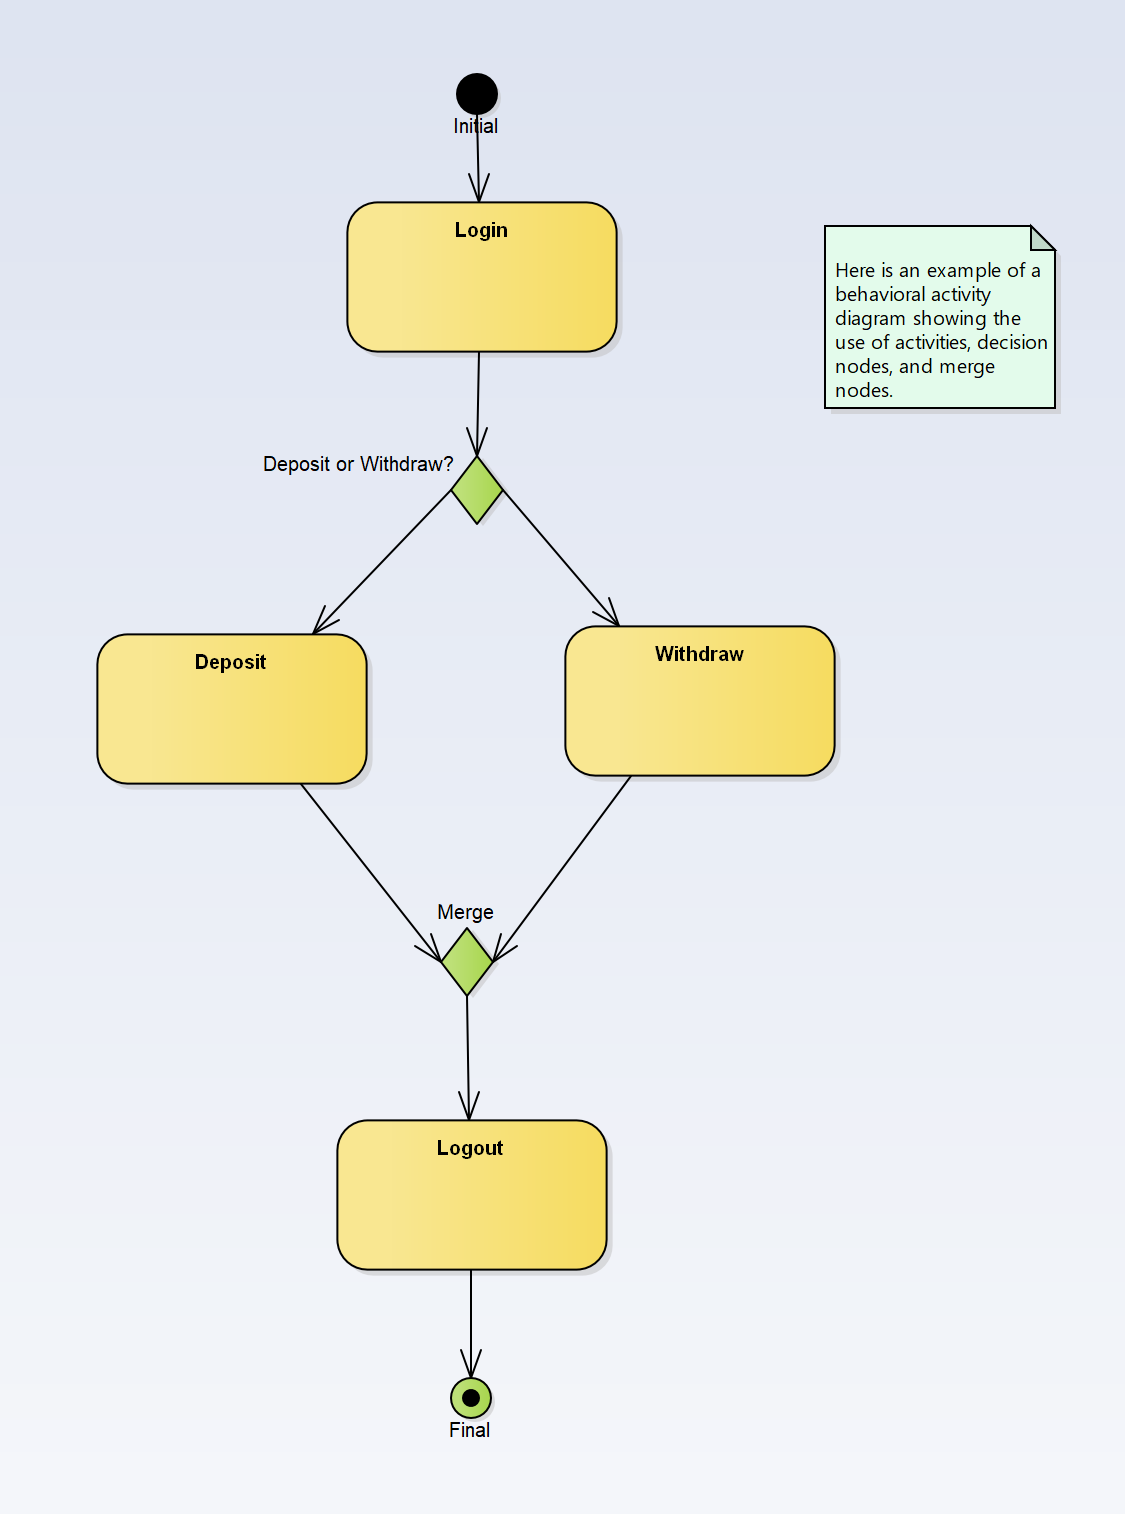 Initial
Login
Here is an example of a
behavioral activity
diagram showing the
use of activities, decision
nodes, and merge
nodes.
Deposit or Withdraw?
Deposit
Withdraw
Merge
Logout
Final